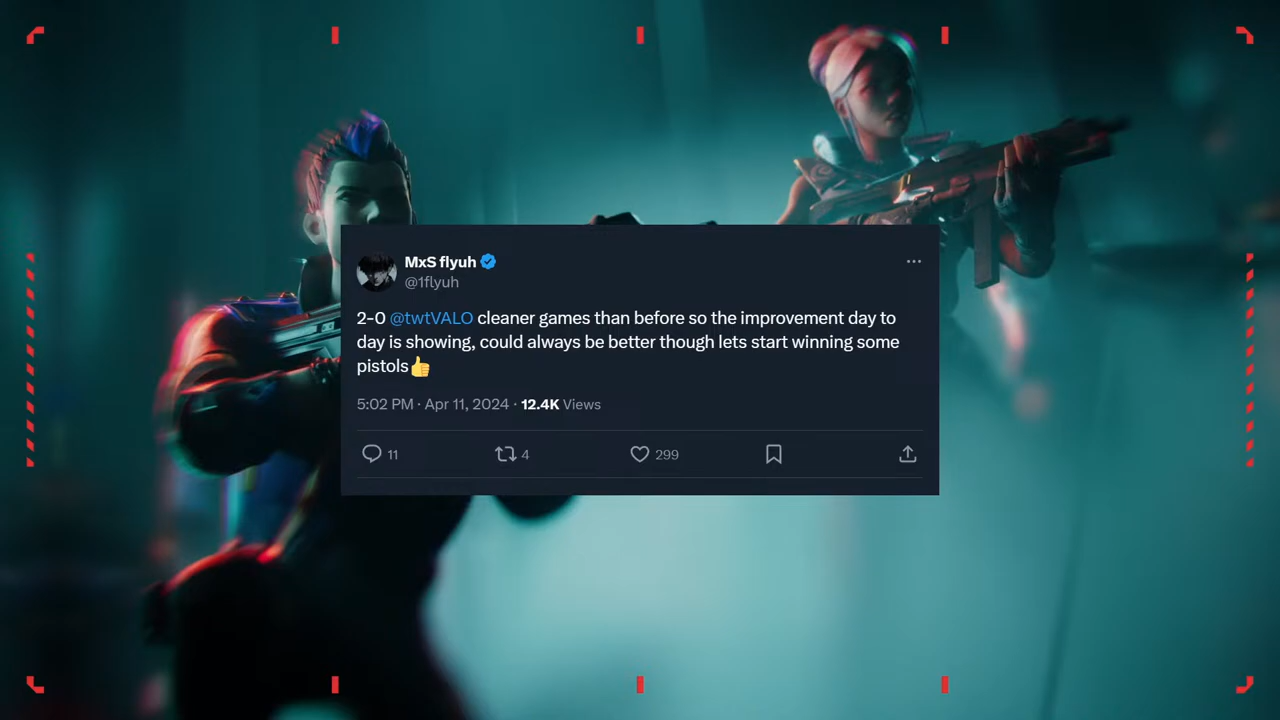 MxS flyuh
@1flyuh
2-0 @twtVALO cleaner games than before so the improvement day to
day is showing, could always be better though lets start winning some
pistols👍
5:02 PM · Apr 11, 2024 · 12.4K Views
11 4 299